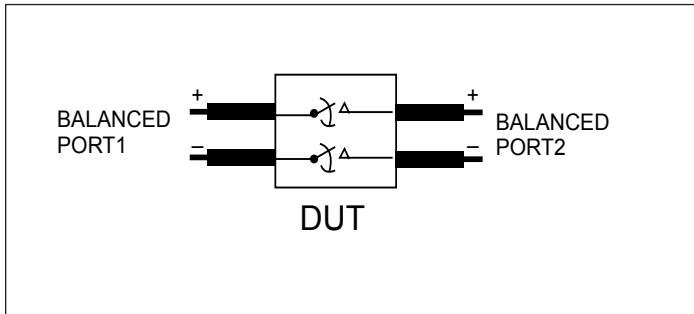 + +
BALANCED
PORT1
BALANCED
PORT2
– –
DUT